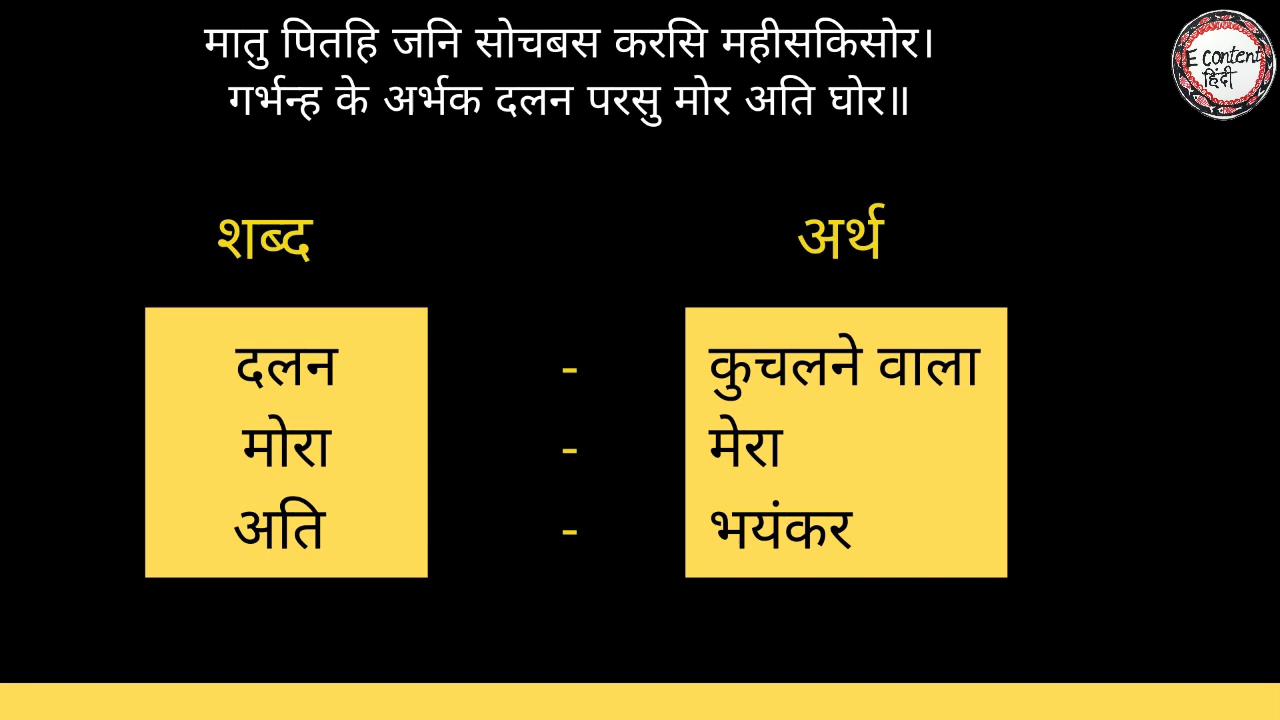 मातु पितहि जनि सोचबस करसि महीसकिसोर।
गर्भन्ह के अर्भक दलन परसु मोर अति घोर॥
E content
हिंदी
शब्द अर्थ
दलन - कुचलने वाला
मोरा - मेरा
अति - भयंकर